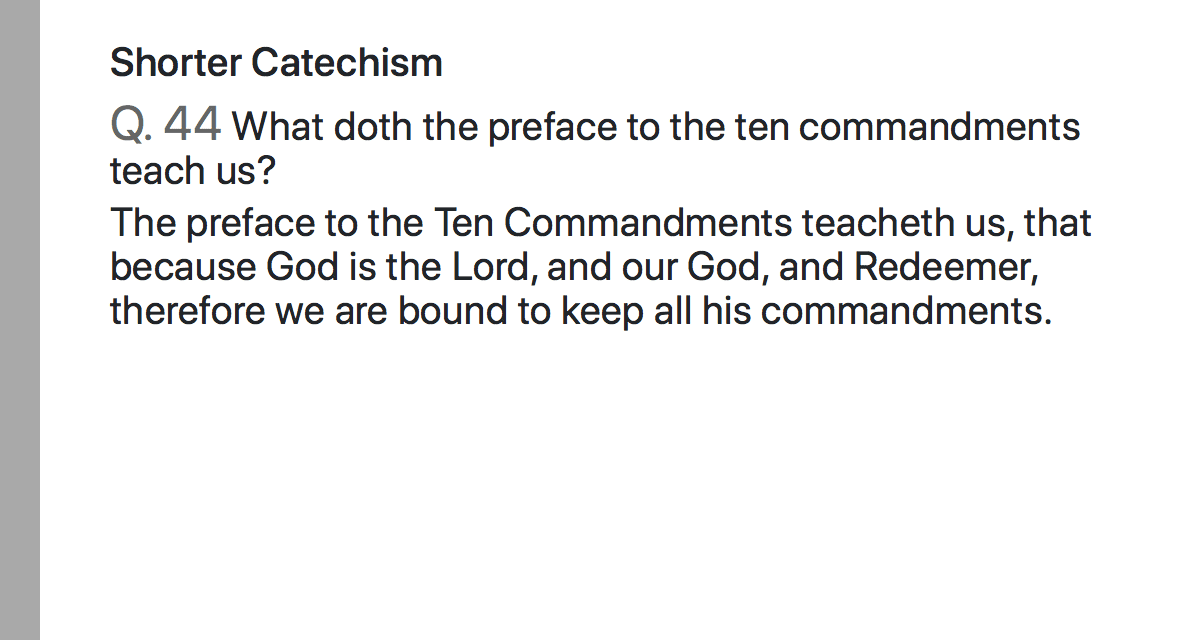 Shorter Catechism
Q. 44 What doth the preface to the ten commandments
teach us?
The preface to the Ten Commandments teacheth us, that
because God is the Lord, and our God, and Redeemer,
therefore we are bound to keep all his commandments.